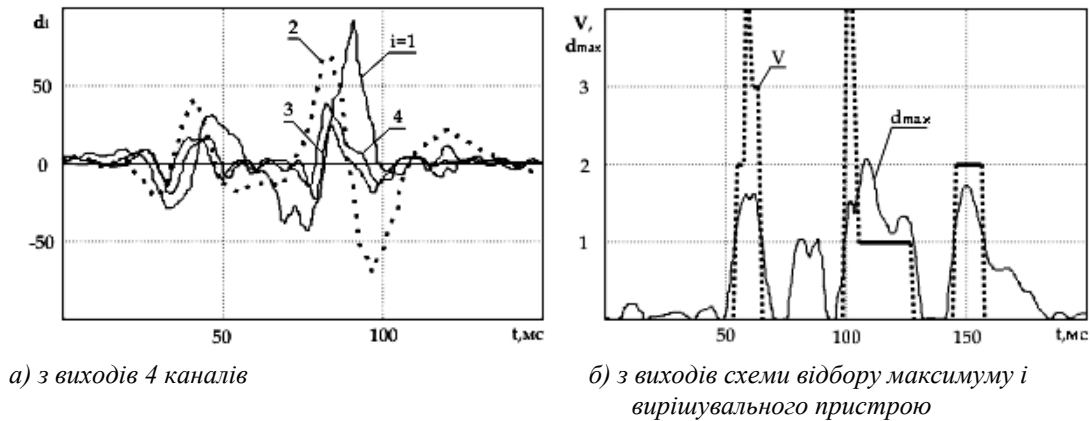 di
50
0
-50
50
100
t,мс
2
i=1
3
4
V,
dmax
3
2
1
50
100
150
t,мс
V
dmax
а) з виходів 4 каналів
б) з виходів схеми відбору максимуму і
вирішувального пристрою